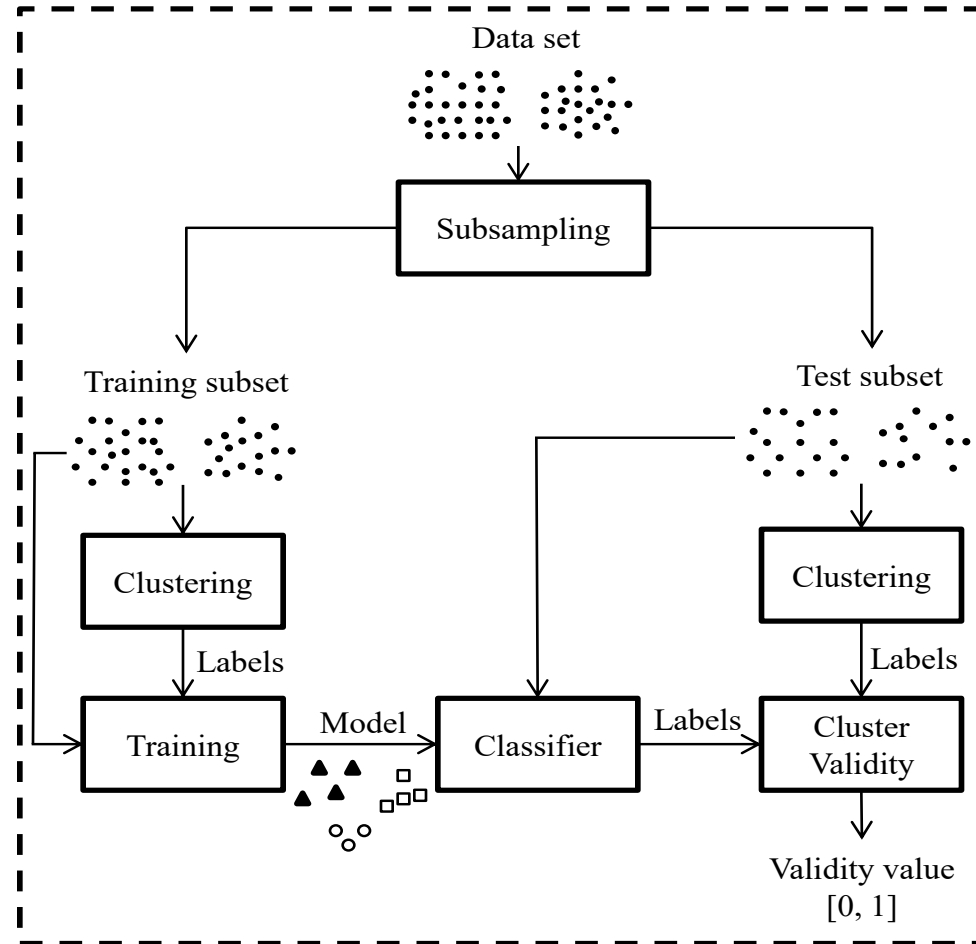 Data set
Subsampling
Training subset
Test subset
Clustering
Clustering
Labels
Labels
Training
Model
Classifier
Labels
Cluster
Validity
Validity value
[0, 1]